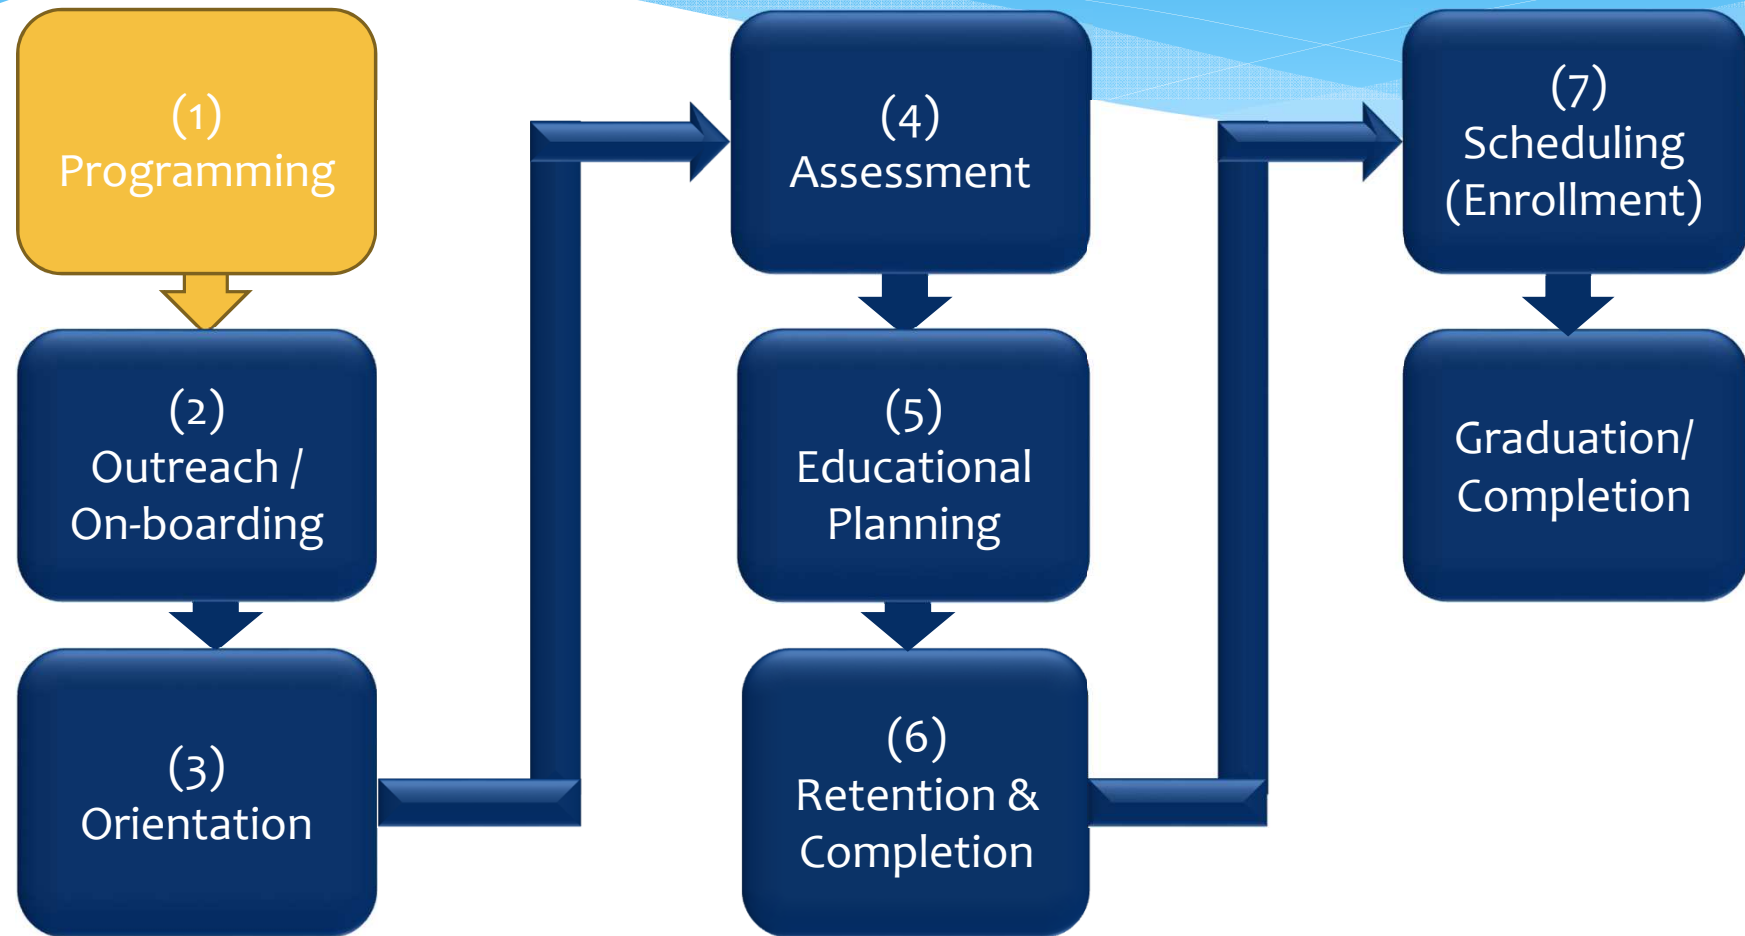 (1)
Programming
(2)
Outreach /
On-boarding
(3)
Orientation
(4)
Assessment
(5)
Educational
Planning
(6)
Retention &
Completion
(7)
Scheduling
(Enrollment)
Graduation/
Completion